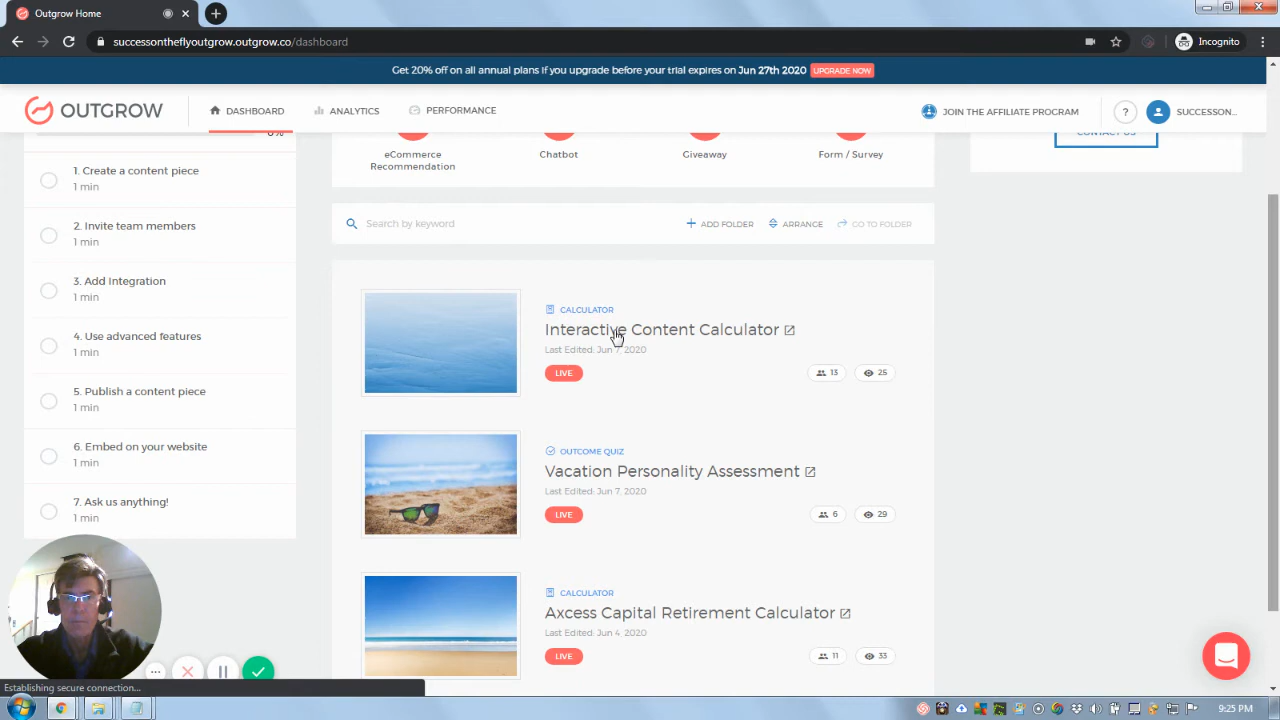 Outgrow Home
successontheflyoutgrow.outgrow.co/dashboard
Incognito
Get 20% off on all annual plans if you upgrade before your trial expires on Jun 27th 2020 UPGRADE NOW
OUTGROW
DASHBOARD
ANALYTICS
PERFORMANCE
JOIN THE AFFILIATE PROGRAM
?
SUCCESSON...
1. Create a content piece
1 min
2. Invite team members
1 min
3. Add Integration
1 min
4. Use advanced features
1 min
5. Publish a content piece
1 min
6. Embed on your website
1 min
7. Ask us anything!
1 min
eCommerce
Recommendation
Chatbot
Giveaway
Form / Survey
CONTACT US
Search by keyword
ADD FOLDER
ARRANGE
GO TO FOLDER
CALCULATOR
Interactive Content Calculator
Last Edited: Jun 7, 2020
LIVE
13
25
OUTCOME QUIZ
Vacation Personality Assessment
Last Edited: Jun 7, 2020
LIVE
6
29
CALCULATOR
Axcess Capital Retirement Calculator
Last Edited: Jun 4, 2020
LIVE
11
33
Establishing secure connection...
9:25 PM